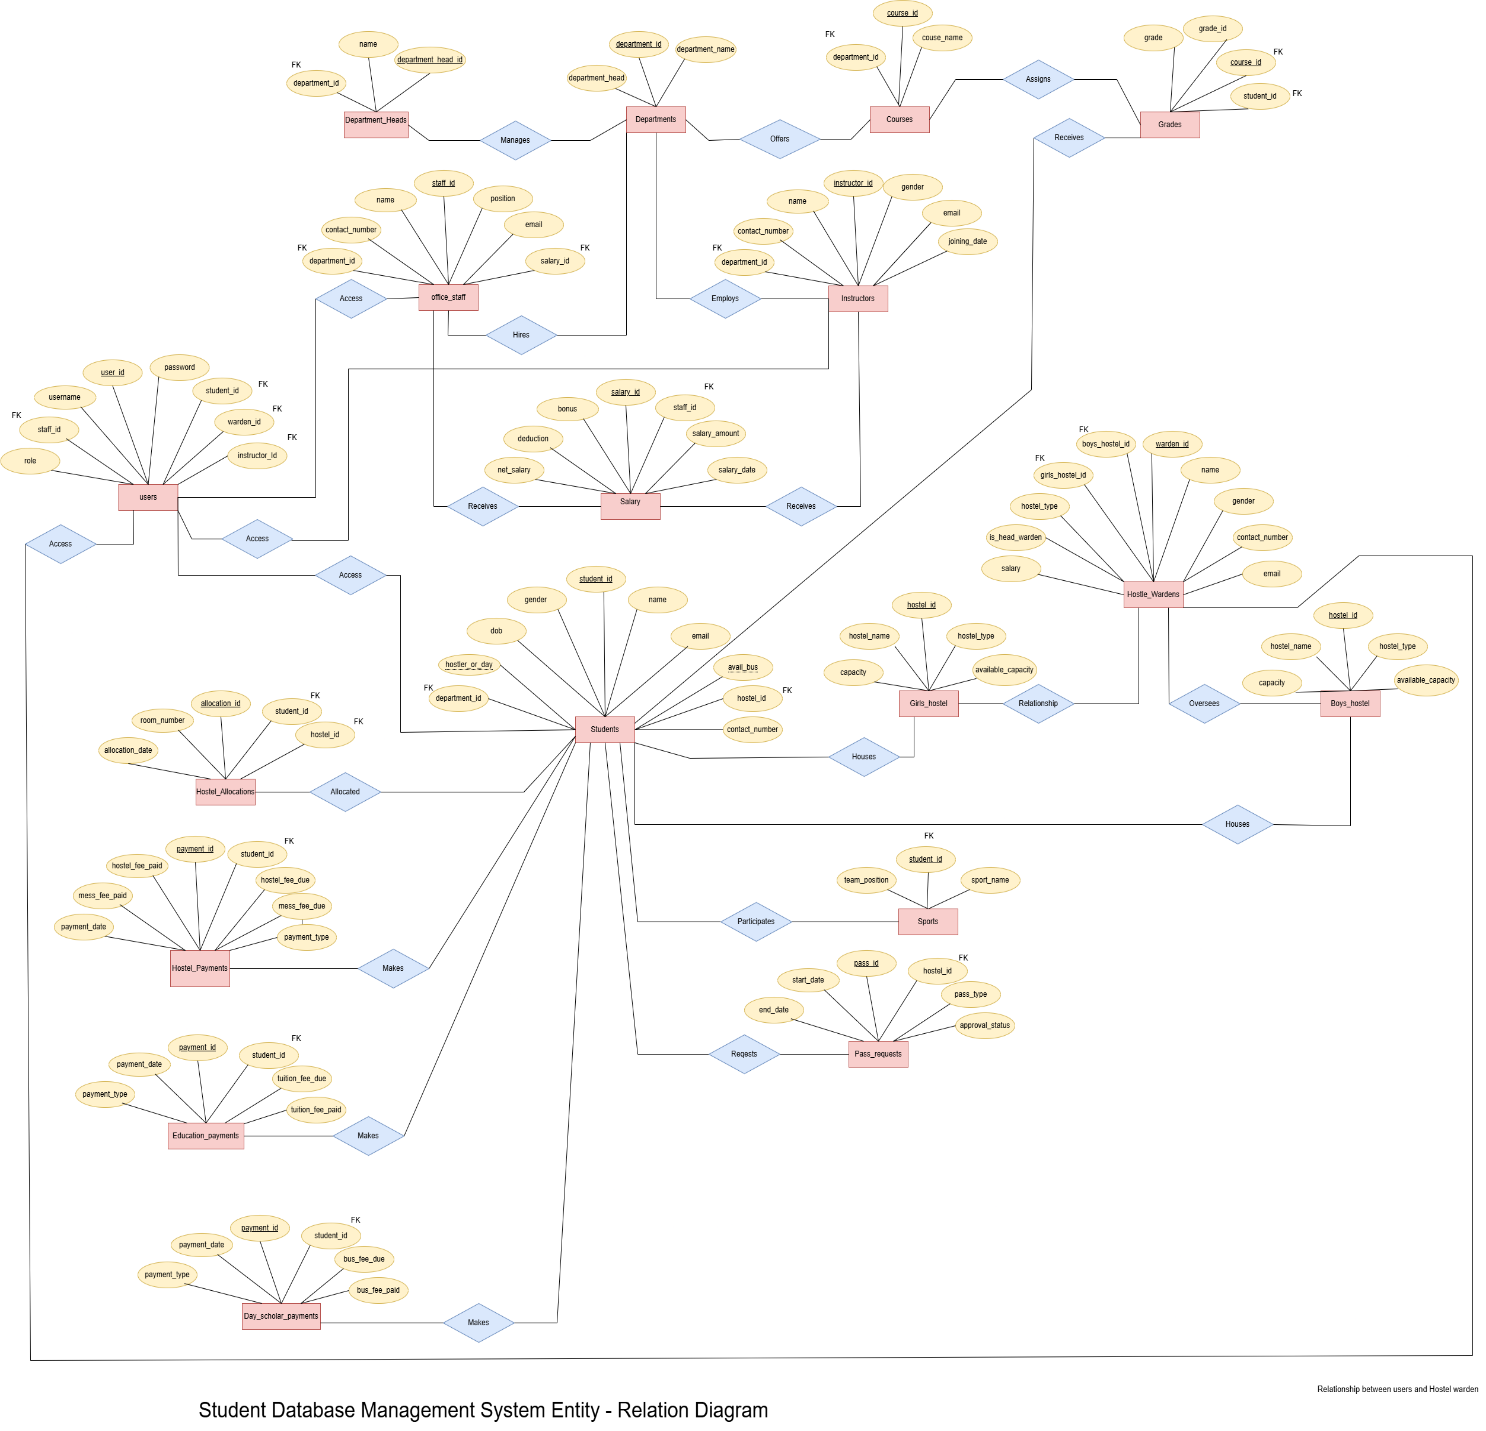 name
department_head_id
FK
department_id
Department_Heads
Manages
department_id
department_name
department_head
Departments
Offers
course_id
FK
couse_name
department_id
Courses
Assigns
grade
grade_id
FK
course_id
student_id
FK
Grades
Receives
staff_id
name
position
contact_number
email
FK
department_id
salary_id
FK
office_staff
Access
Hires
instructor_id
name
gender
contact_number
email
FK
department_id
joining_date
Instructors
Employs
user_id
password
username
student_id
FK
FK
staff_id
warden_id
FK
role
instructor_Id
FK
users
Access
Access
Access
salary_id
FK
bonus
staff_id
deduction
salary_amount
net_salary
salary_date
Salary
Receives
Receives
FK
boys_hostel_id
warden_id
FK
girls_hostel_id
name
hostel_type
gender
is_head_warden
contact_number
salary
email
Hostle_Wardens
student_id
gender
name
dob
email
hostler_or_day
avail_bus
FK
department_id
hostel_id
FK
contact_number
Students
hostel_id
hostel_name
hostel_type
capacity
available_capacity
Girls_hostel
Relationship
Houses
hostel_id
hostel_name
hostel_type
capacity
available_capacity
Boys_hostel
Oversees
Houses
allocation_id
FK
student_id
room_number
hostel_id
FK
allocation_date
Hostel_Allocations
Allocated
payment_id
FK
student_id
hostel_fee_paid
hostel_fee_due
mess_fee_paid
mess_fee_due
payment_date
payment_type
Hostel_Payments
Makes
FK
student_id
team_position
sport_name
Sports
Participates
pass_id
FK
hostel_id
start_date
pass_type
end_date
approval_status
Pass_requests
Reqests
payment_id
FK
student_id
payment_date
tuition_fee_due
payment_type
tuition_fee_paid
Education_payments
Makes
payment_id
FK
student_id
payment_date
bus_fee_due
payment_type
bus_fee_paid
Day_scholar_payments
Makes
Relationship between users and Hostel warden
Student Database Management System Entity - Relation Diagram